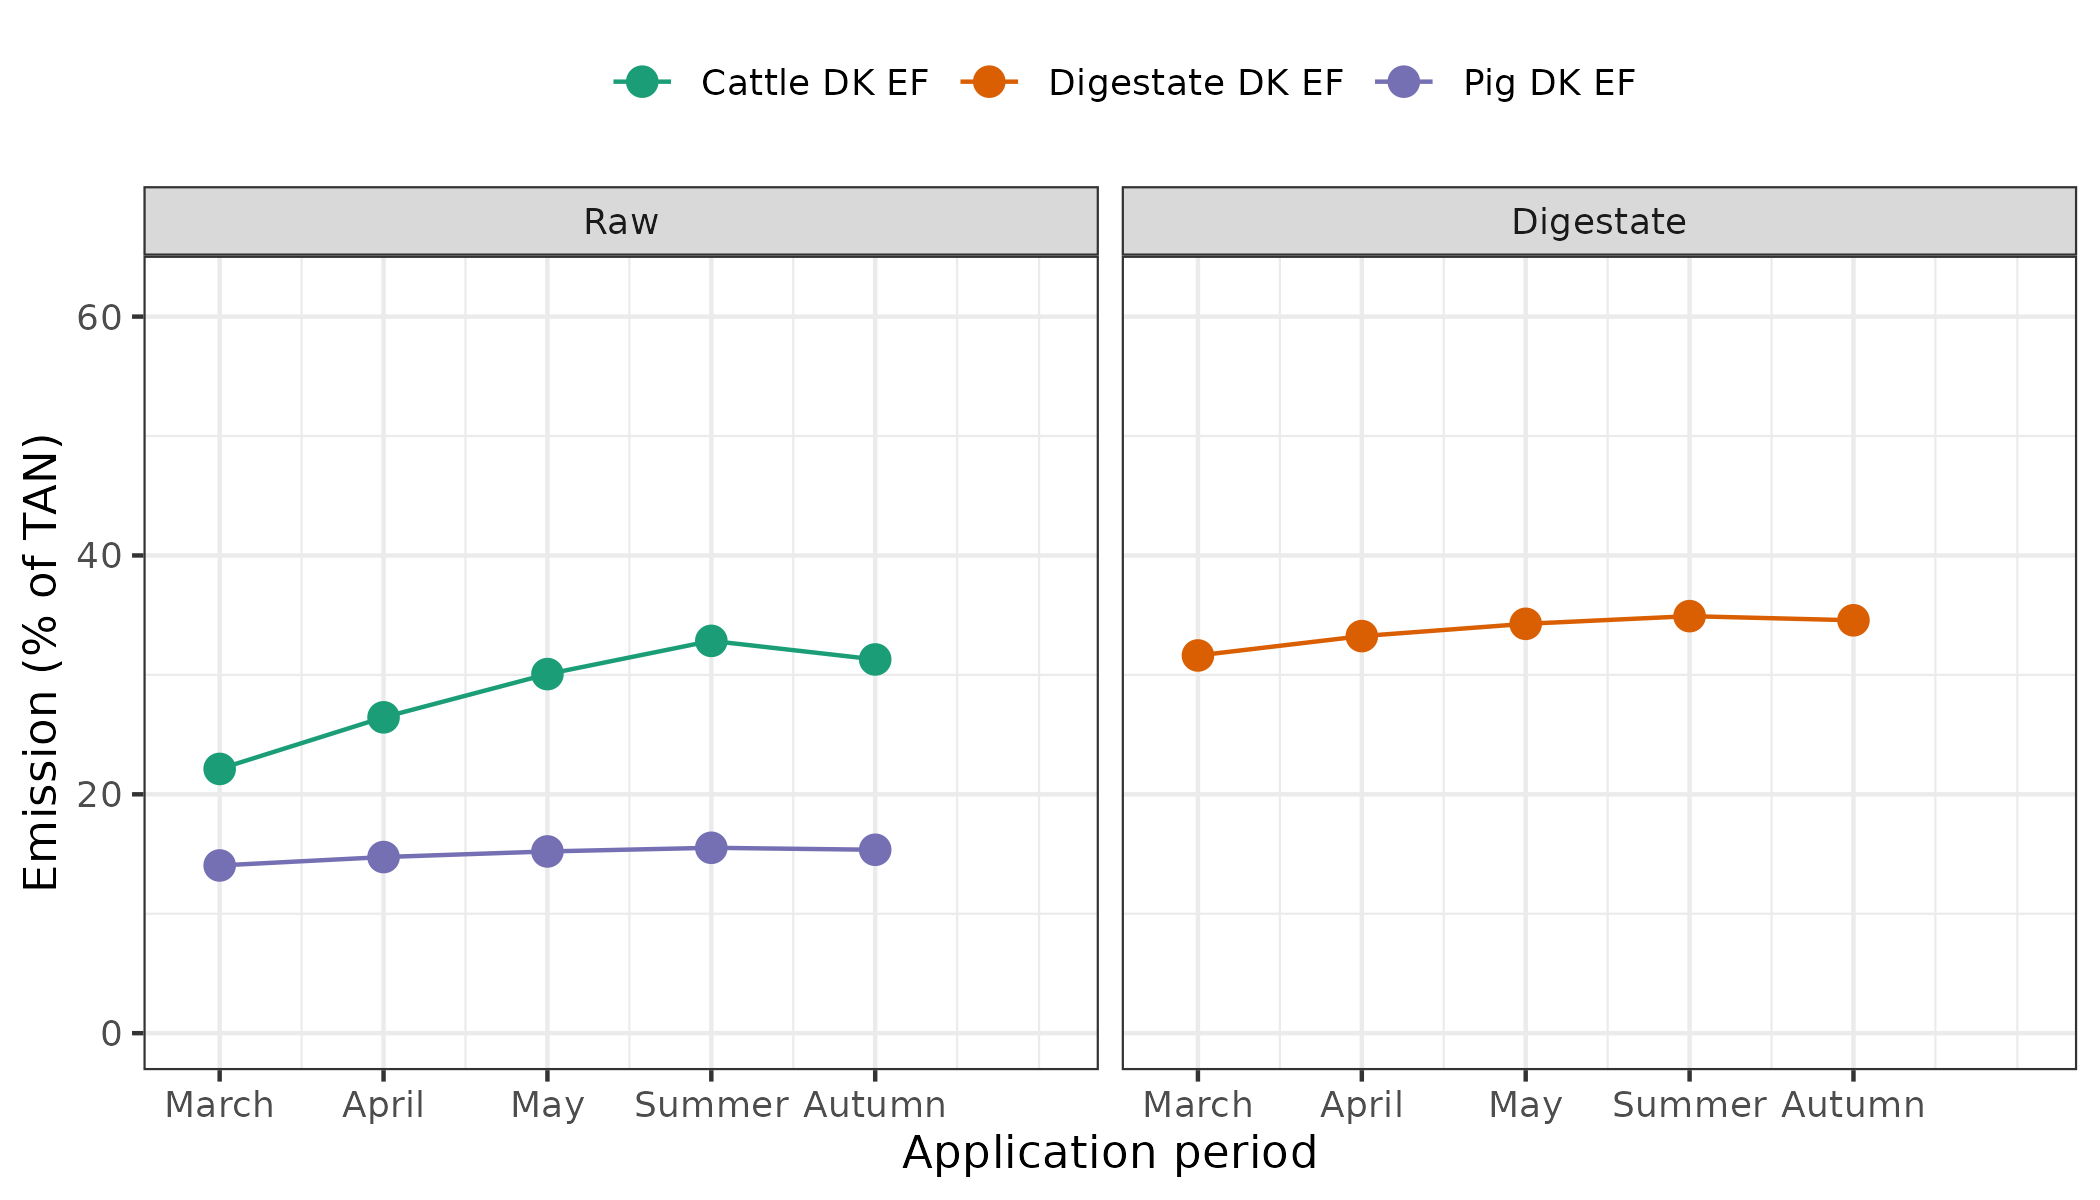 Cattle DK EF Digestate DK EF Pig DK EF
Raw Digestate
60
40
20
0
Emission (% of TAN)
March April May Summer Autumn March April May Summer Autumn
Application period